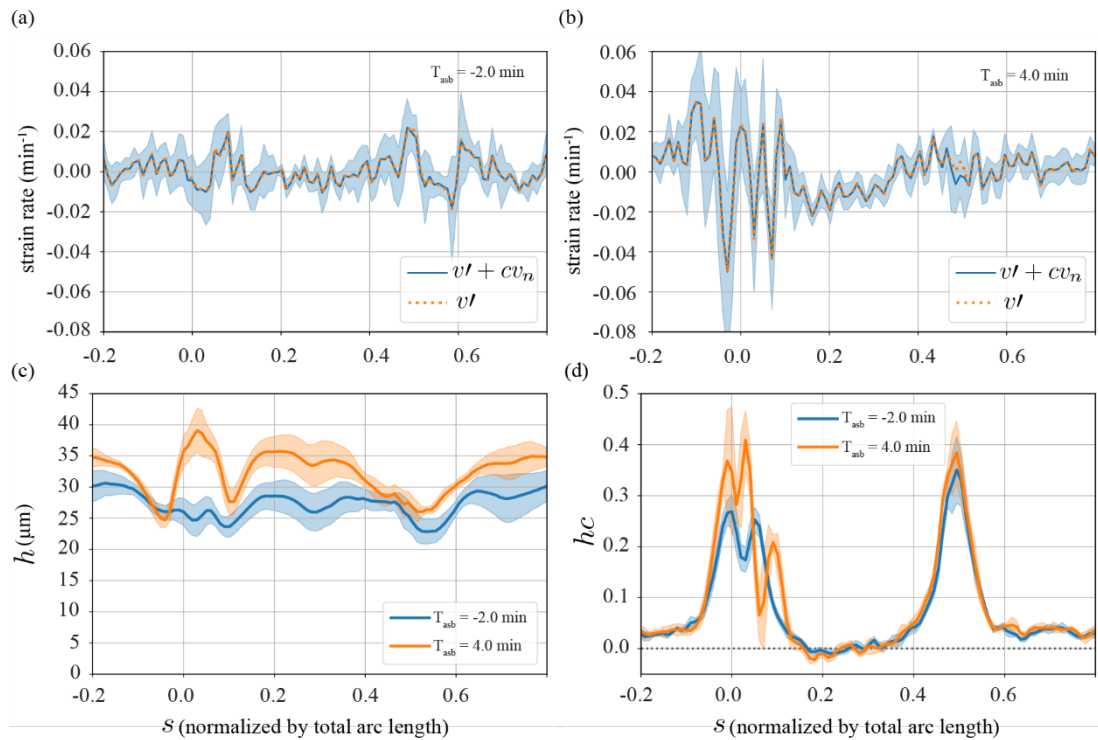 (a)
(b)
0.06
0.04
0.02
0.00
-0.02
-0.04
-0.06
-0.08
strain rate (min⁻¹)
T_asb = -2.0 min
v′ + cv_n
v′
-0.2
0.0
0.2
0.4
0.6
0.06
0.04
0.02
0.00
-0.02
-0.04
-0.06
-0.08
strain rate (min⁻¹)
T_asb = 4.0 min
v′ + cv_n
v′
-0.2
0.0
0.2
0.4
0.6
(c)
(d)
45
40
35
30
25
20
15
10
5
0
h (μm)
T_asb = -2.0 min
T_asb = 4.0 min
-0.2
0.0
0.2
0.4
0.6
s (normalized by total arc length)
0.5
0.4
0.3
0.2
0.1
0.0
hc
T_asb = -2.0 min
T_asb = 4.0 min
-0.2
0.0
0.2
0.4
0.6
s (normalized by total arc length)